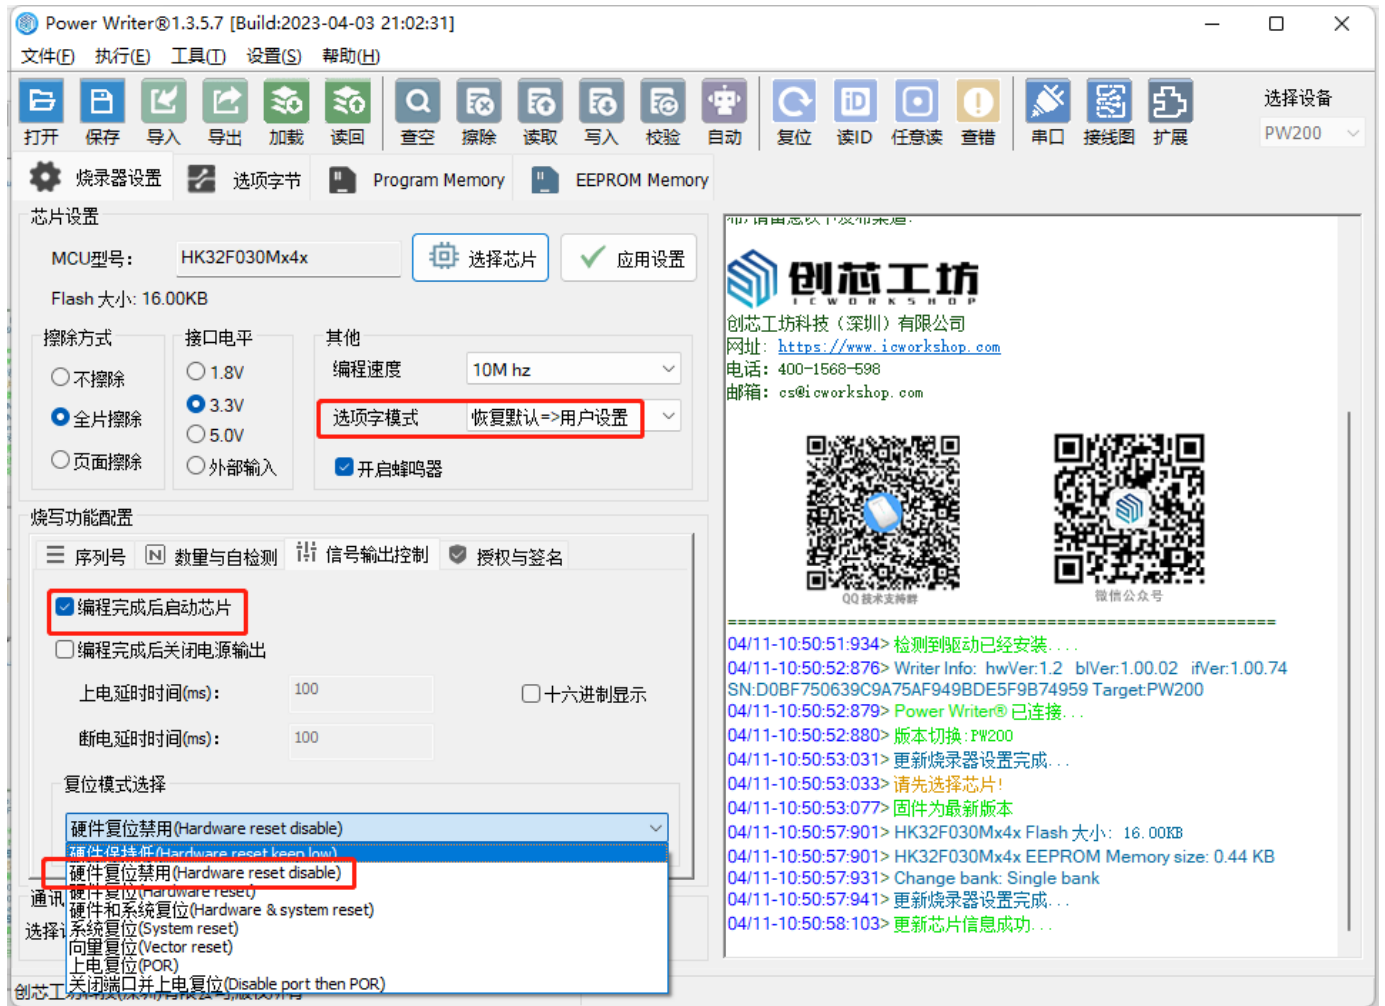 Power Writer®1.3.5.7 [Build:2023-04-03 21:02:31]
文件(F) 执行(E) 工具(T) 设置(S) 帮助(H)
打开 保存 导入 导出 加载 读回 查空 擦除 读取 写入 校验 自动 复位 读ID 任意读 查错 串口 接线图 扩展
选择设备
PW200
烧录器设置 选项字节 Program Memory EEPROM Memory
芯片设置
MCU型号: HK32F030Mx4x 选择芯片 应用设置
Flash 大小: 16.00KB
擦除方式
不擦除
全片擦除
页面擦除
接口电平
1.8V
3.3V
5.0V
外部输入
其他
编程速度 10M hz
选项字模式 恢复默认=>用户设置
开启蜂鸣器
烧写功能配置
序列号 数量与自检测 信号输出控制 授权与签名
编程完成后启动芯片
编程完成后关闭电源输出
上电延时时间(ms): 100 十六进制显示
断电延时时间(ms): 100
复位模式选择
硬件复位禁用(Hardware reset disable)
硬件保持低(Hardware reset keep low)
硬件复位禁用(Hardware reset disable)
硬件复位(Hardware reset)
硬件和系统复位(Hardware & system reset)
系统复位(System reset)
向量复位(Vector reset)
上电复位(POR)
关闭端口并上电复位(Disable port then POR)
通讯
选择
创芯工
创芯工坊
ICWORKSHOP
创芯工坊科技（深圳）有限公司
网址: https://www.icworkshop.com
电话: 400-1568-598
邮箱: cs@icworkshop.com
QQ技术支持群 微信公众号
==================================================
04/11-10:50:51:934> 检测到驱动已经安装....
04/11-10:50:52:876> Writer Info: hwVer:1.2 blVer:1.00.02 ifVer:1.00.74
SN:D0BF750639C9A75AF949BDE5F9B74959 Target:PW200
04/11-10:50:52:879> Power Writer® 已连接...
04/11-10:50:52:880> 版本切换:PW200
04/11-10:50:53:031> 更新烧录器设置完成...
04/11-10:50:53:033> 请先选择芯片!
04/11-10:50:53:077> 固件为最新版本
04/11-10:50:57:901> HK32F030Mx4x Flash 大小: 16.00KB
04/11-10:50:57:901> HK32F030Mx4x EEPROM Memory size: 0.44 KB
04/11-10:50:57:931> Change bank: Single bank
04/11-10:50:57:941> 更新烧录器设置完成...
04/11-10:50:58:103> 更新芯片信息成功...